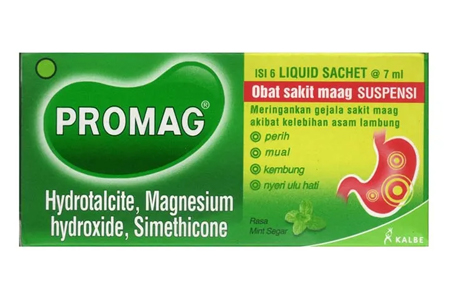 PROMAG®
Hydrotalcite, Magnesium
hydroxide, Simethicone
ISI 6 LIQUID SACHET @ 7 ml
Obat sakit maag SUSPENSI
Meringankan gejala sakit maag
akibat kelebihan asam lambung
perih
mual
kembung
nyeri ulu hati
Rasa
Mint Segar
KALBE